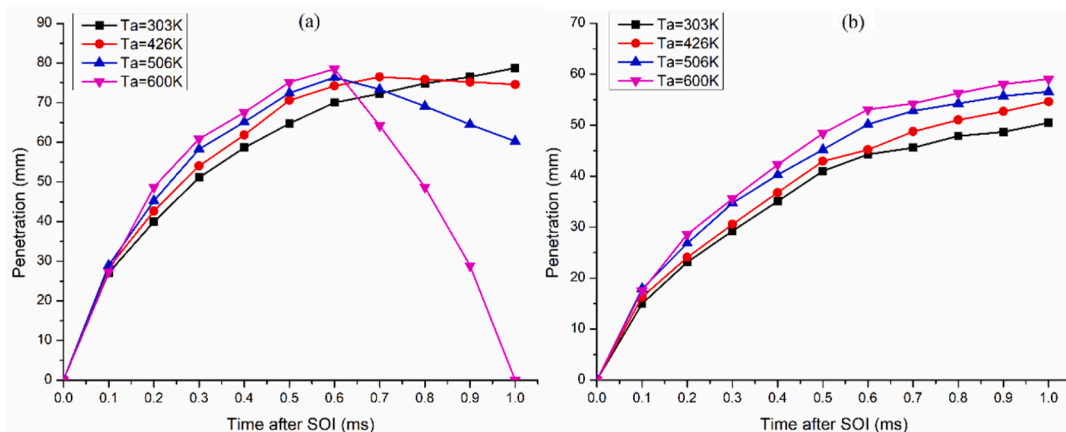 (a)
Ta=303K
Ta=426K
Ta=506K
Ta=600K
Penetration (mm)
90
80
70
60
50
40
30
20
10
0
0.0 0.1 0.2 0.3 0.4 0.5 0.6 0.7 0.8 0.9 1.0
Time after SOI (ms)
(b)
Ta=303K
Ta=426K
Ta=506K
Ta=600K
Penetration (mm)
70
60
50
40
30
20
10
0
0.0 0.1 0.2 0.3 0.4 0.5 0.6 0.7 0.8 0.9 1.0
Time after SOI (ms)